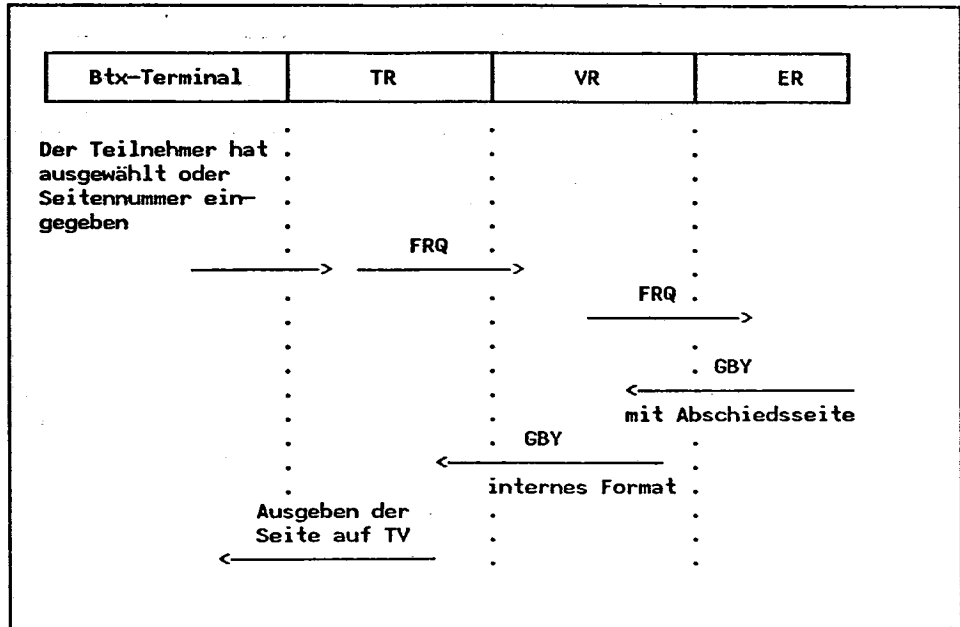 Btx-Terminal TR VR ER
Der Teilnehmer hat
ausgewählt oder
Seitennummer ein-
gegeben
FRQ
FRQ
GBY
mit Abschiedsseite
GBY
internes Format
Ausgeben der
Seite auf TV